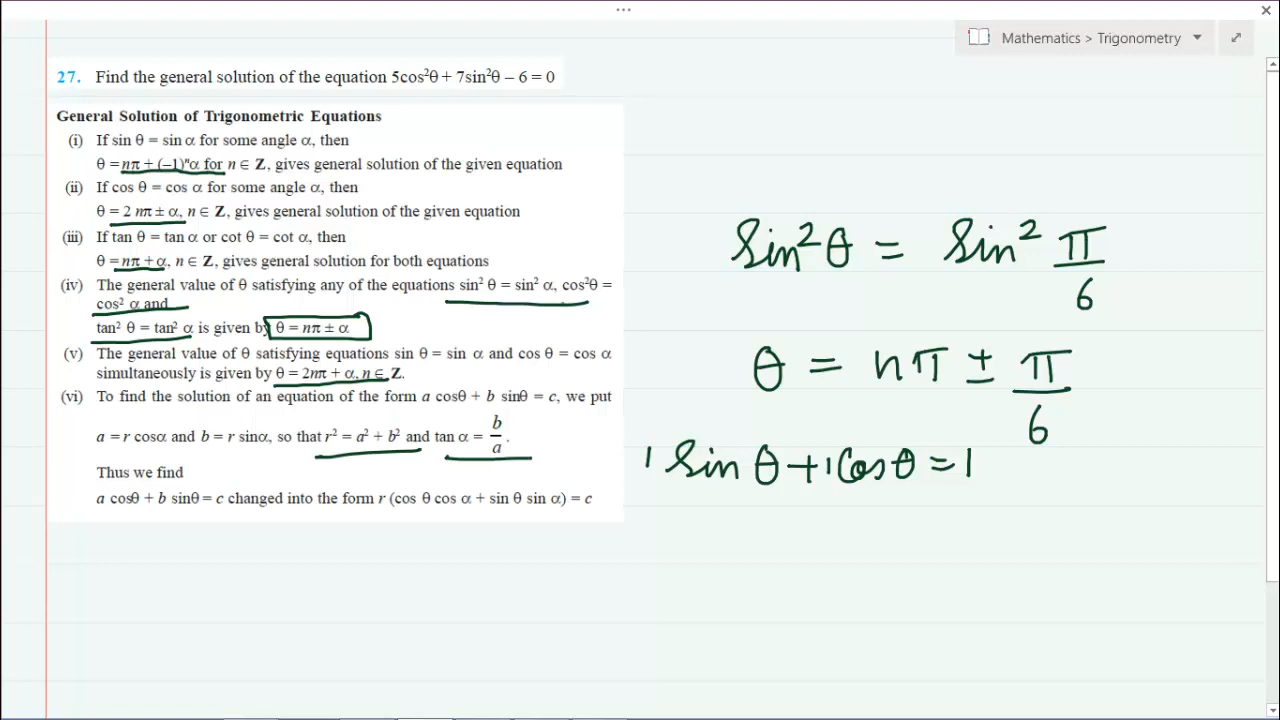 Mathematics > Trigonometry
27. Find the general solution of the equation 5cos²θ + 7sin²θ – 6 = 0
General Solution of Trigonometric Equations
(i) If sin θ = sin α for some angle α, then
θ = nπ + (–1)ⁿα for n ∈ Z, gives general solution of the given equation
(ii) If cos θ = cos α for some angle α, then
θ = 2 nπ ± α, n ∈ Z, gives general solution of the given equation
(iii) If tan θ = tan α or cot θ = cot α, then
θ = nπ + α, n ∈ Z, gives general solution for both equations
(iv) The general value of θ satisfying any of the equations sin² θ = sin² α, cos²θ =
cos² α and
tan² θ = tan² α is given by θ = nπ ± α
(v) The general value of θ satisfying equations sin θ = sin α and cos θ = cos α
simultaneously is given by θ = 2nπ + α, n ∈ Z.
(vi) To find the solution of an equation of the form a cosθ + b sinθ = c, we put
a = r cosα and b = r sinα, so that r² = a² + b² and tan α = b/a.
Thus we find
a cosθ + b sinθ = c changed into the form r (cos θ cos α + sin θ sin α) = c
sin²θ = sin² π/6
θ = nπ ± π/6
1 sin θ + 1 cos θ = 1